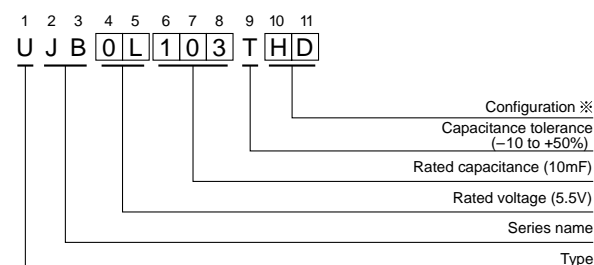 1 2 3 4 5 6 7 8 9 10 11
U J B 0 L 1 0 3 T H D
Configuration ※
Capacitance tolerance
(–10 to +50%)
Rated capacitance (10mF)
Rated voltage (5.5V)
Series name
Type